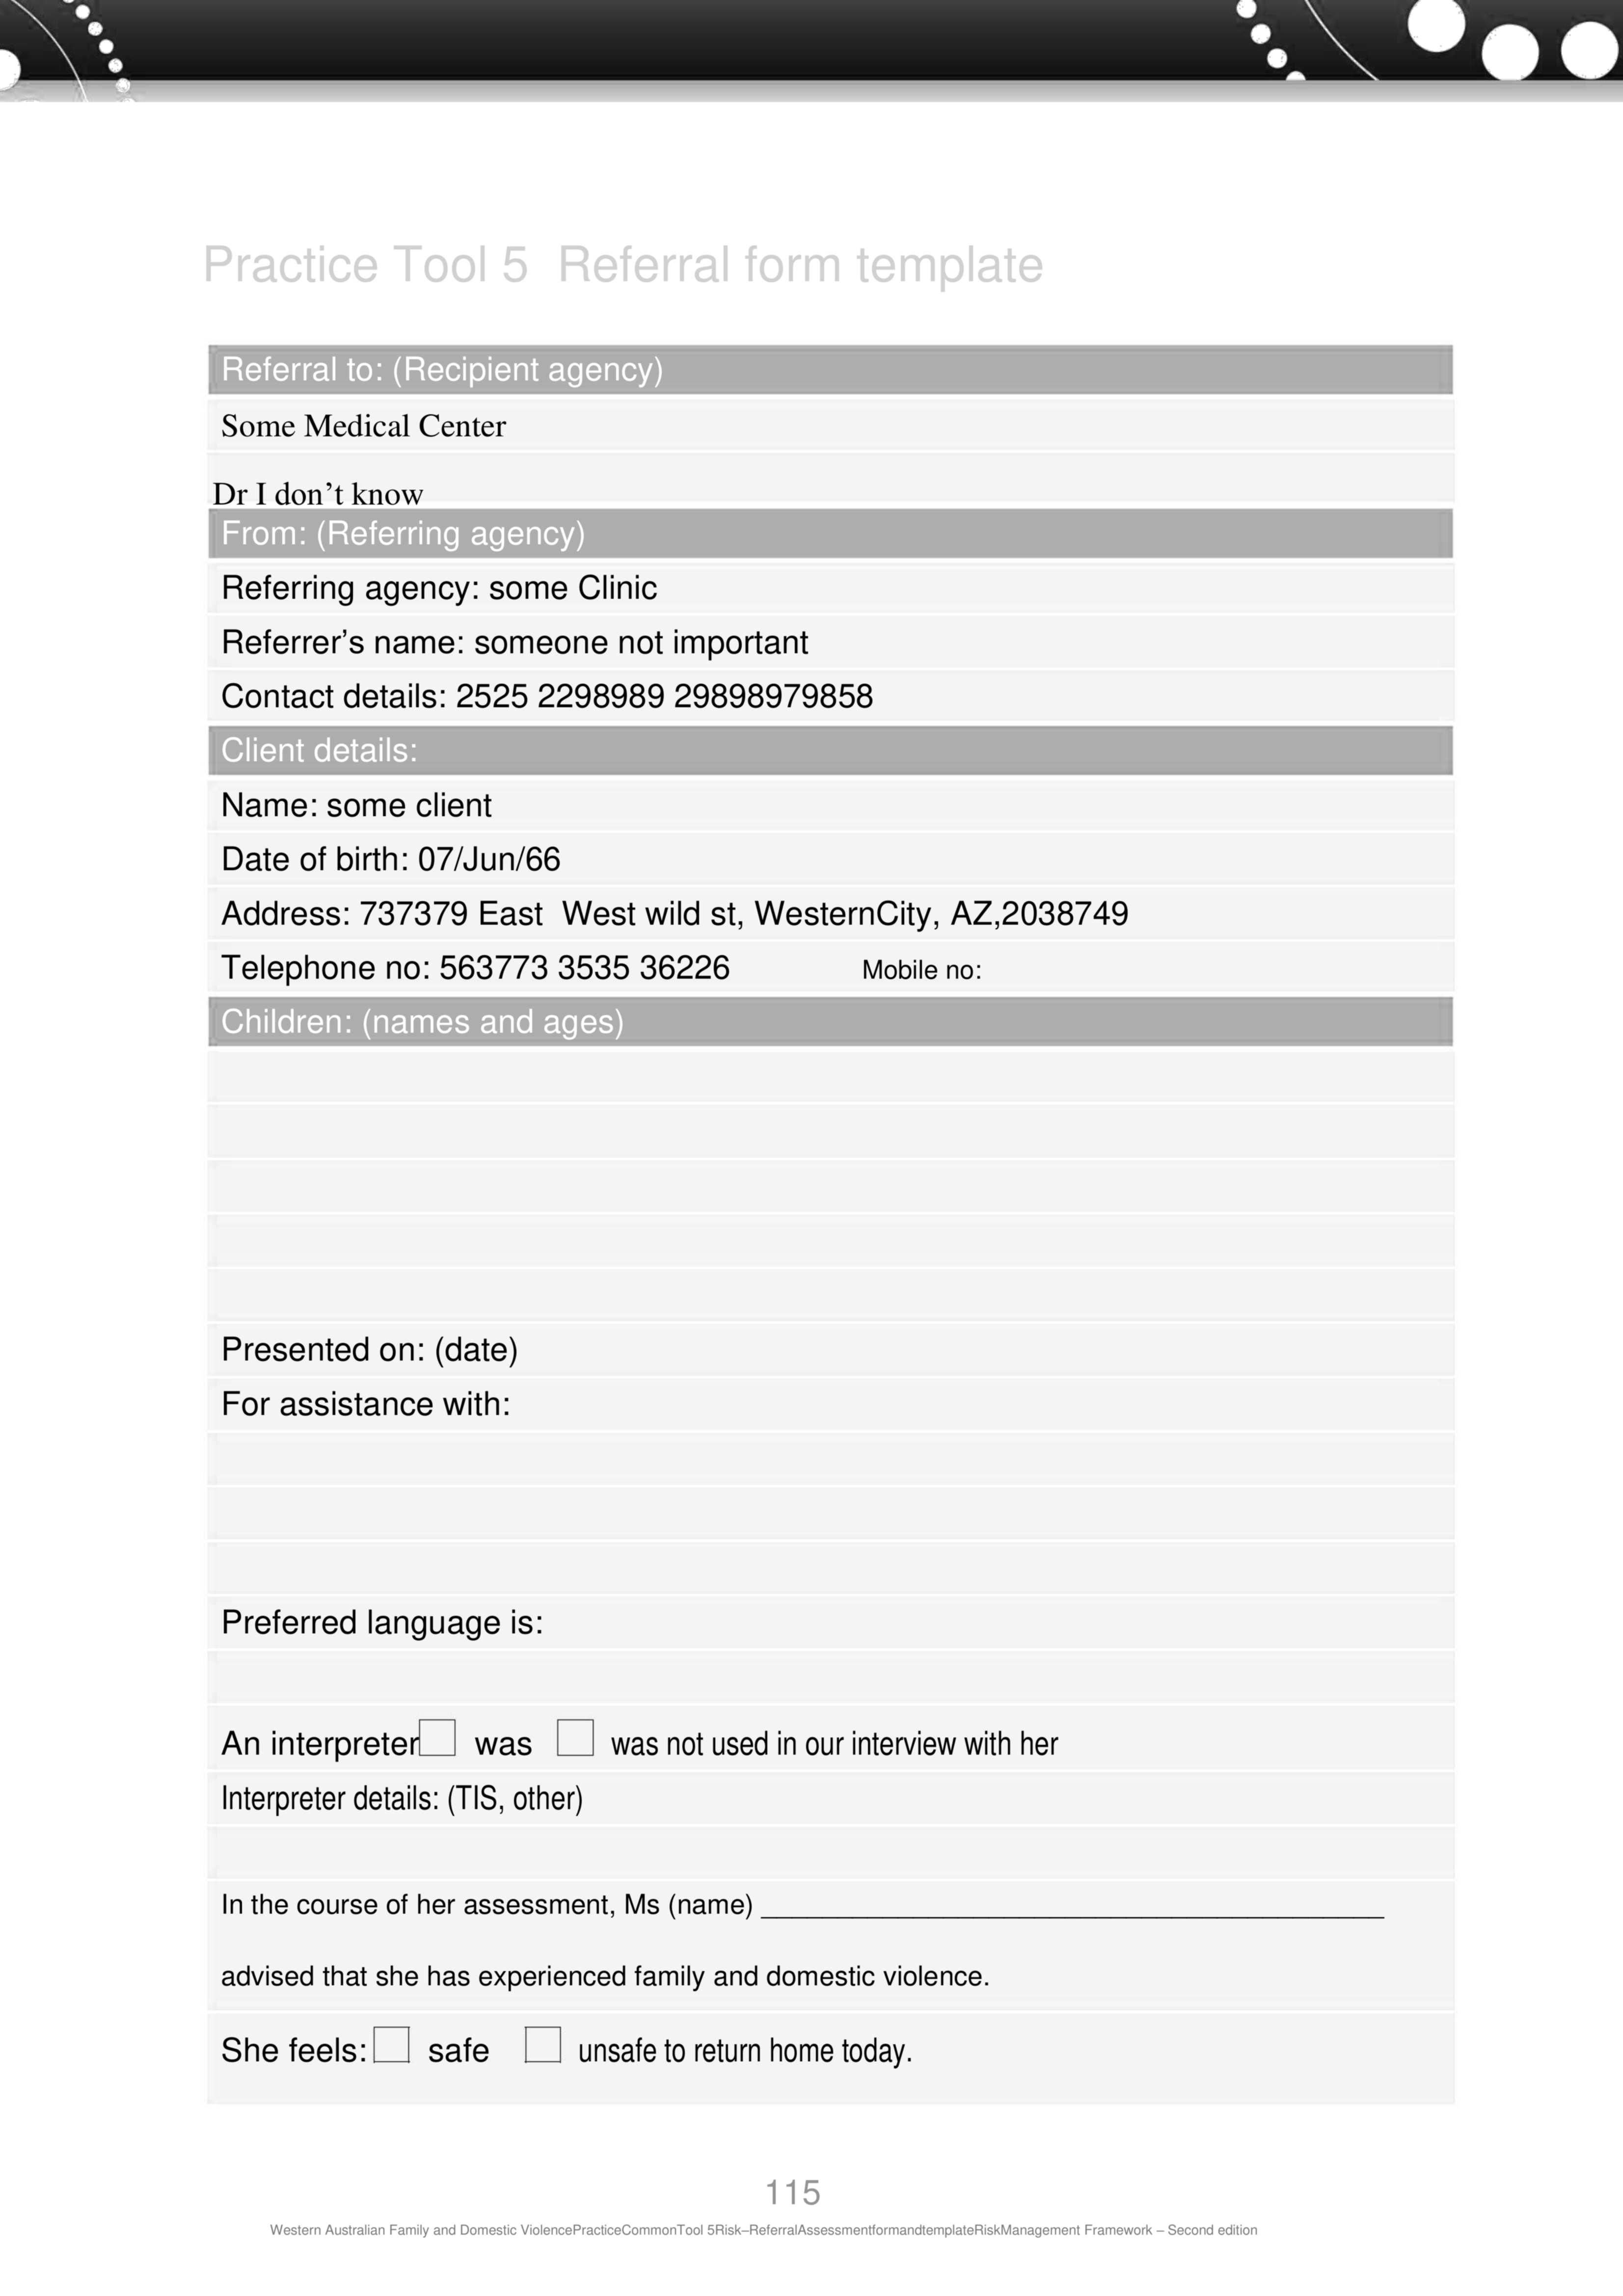 Practice Tool 5  Referral form template
Referral to: (Recipient agency)
Some Medical Center
Dr I don’t know
From: (Referring agency)
Referring agency: some Clinic
Referrer’s name: someone not important
Contact details: 2525 2298989 29898979858
Client details:
Name: some client
Date of birth: 07/Jun/66
Address: 737379 East  West wild st, WesternCity, AZ,2038749
Telephone no: 563773 3535 36226 Mobile no:
Children: (names and ages)
Presented on: (date)
For assistance with:
Preferred language is:
An interpreter was was not used in our interview with her
Interpreter details: (TIS, other)
In the course of her assessment, Ms (name) ________________________________________
advised that she has experienced family and domestic violence.
She feels: safe unsafe to return home today.
115
Western Australian Family and Domestic ViolencePracticeCommonTool 5Risk–ReferralAssessmentformandtemplateRiskManagement Framework – Second edition